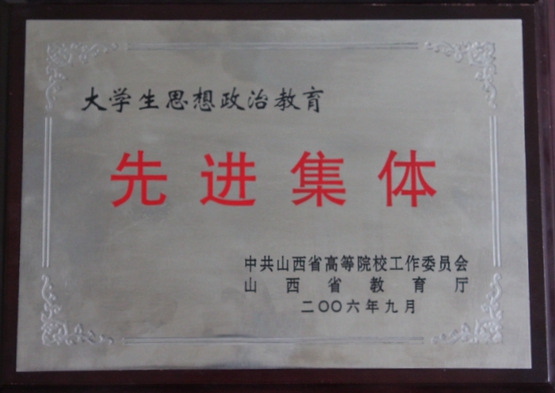 大学生思想政治教育
先进集体
中共山西省高等院校工作委员会
山西省教育厅
二〇〇六年九月